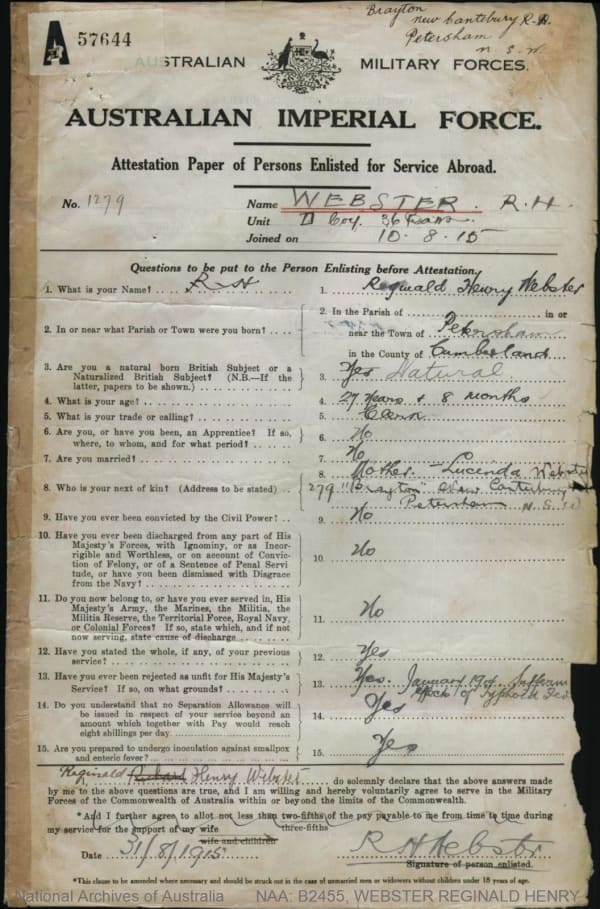 Brayton
new Cantebury R.d.
Petersham
N.S.W.
A 57644
AUSTRALIAN MILITARY FORCES.
AUSTRALIAN IMPERIAL FORCE.
Attestation Paper of Persons Enlisted for Service Abroad.
No. 1279
Name WEBSTER. R.H.
Unit D Coy. 36
Joined on 10.8.15
Questions to be put to the Person Enlisting before Attestation.
1. What is your Name? R H 1. Reginald Henry Webster
2. In or near what Parish or Town were you born? 2. In the Parish of in or
near the Town of Petersham
in the County of Cumberland
3. Are you a natural born British Subject or a
Naturalized British Subject? (N.B.—If the
latter, papers to be shown.) 3. Yes Natural
4. What is your age? 4. 27 years & 8 months
5. What is your trade or calling? 5. Clerk
6. Are you, or have you been, an Apprentice? If so,
where, to whom, and for what period? 6. No
7. Are you married? 7. No
8. Who is your next of kin? (Address to be stated) 8. Mother – Lucinda Webster
279 "Brayton" New Canterbury
Petersham N.S.W
9. Have you ever been convicted by the Civil Power? 9. No
10. Have you ever been discharged from any part of His
Majesty's Forces, with Ignominy, or as Incor-
rigible and Worthless, or on account of Convic-
tion of Felony, or of a Sentence of Penal Servi
tude, or have you been dismissed with Disgrace
from the Navy? 10. No
11. Do you now belong to, or have you ever served in, His
Majesty's Army, the Marines, the Militia, the
Militia Reserve, the Territorial Force, Royal Navy,
or Colonial Forces? If so, state which, and if not
now serving, state cause of discharge 11. No
12. Have you stated the whole, if any, of your previous
service? 12. Yes
13. Have you ever been rejected as unfit for His Majesty's
Service? If so, on what grounds? 13. Yes. January
effects of Typhoid
14. Do you understand that no Separation Allowance will
be issued in respect of your service beyond an
amount which together with Pay would reach
eight shillings per day 14. Yes
15. Are you prepared to undergo inoculation against smallpox
and enteric fever? 15. Yes
I, Reginald Henry Webster do solemnly declare that the above answers made
by me to the above questions are true, and I am willing and hereby voluntarily agree to serve in the Military
Forces of the Commonwealth of Australia within or beyond the limits of the Commonwealth.
*And I further agree to allot not less than two-fifths of the pay payable to me from time to time during
three-fifths
my service for the support of my wife
wife and children
Date 31/8/1915 R H Webster
Signature of person enlisted.
*This clause to be amended where necessary and should be struck out in the case of unmarried men or widowers without children under 18 years of age.
National Archives of Australia NAA: B2455, WEBSTER REGINALD HENRY